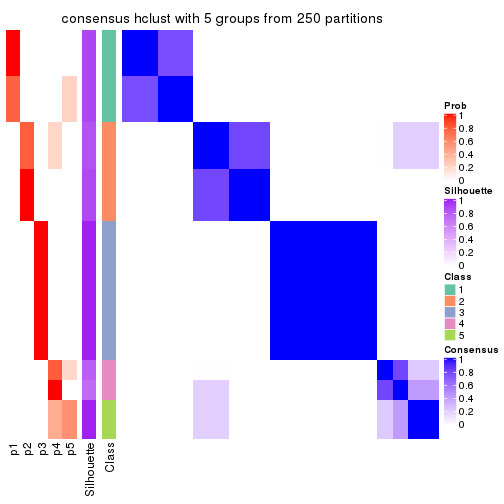 consensus hclust with 5 groups from 250 partitions
Prob
1
0.8
0.6
0.4
0.2
0
Silhouette
1
0.8
0.6
0.4
0.2
0
Class
1
2
3
4
5
Consensus
1
0.8
0.6
0.4
0.2
0
p1
p2
p3
p4
p5
Silhouette
Class